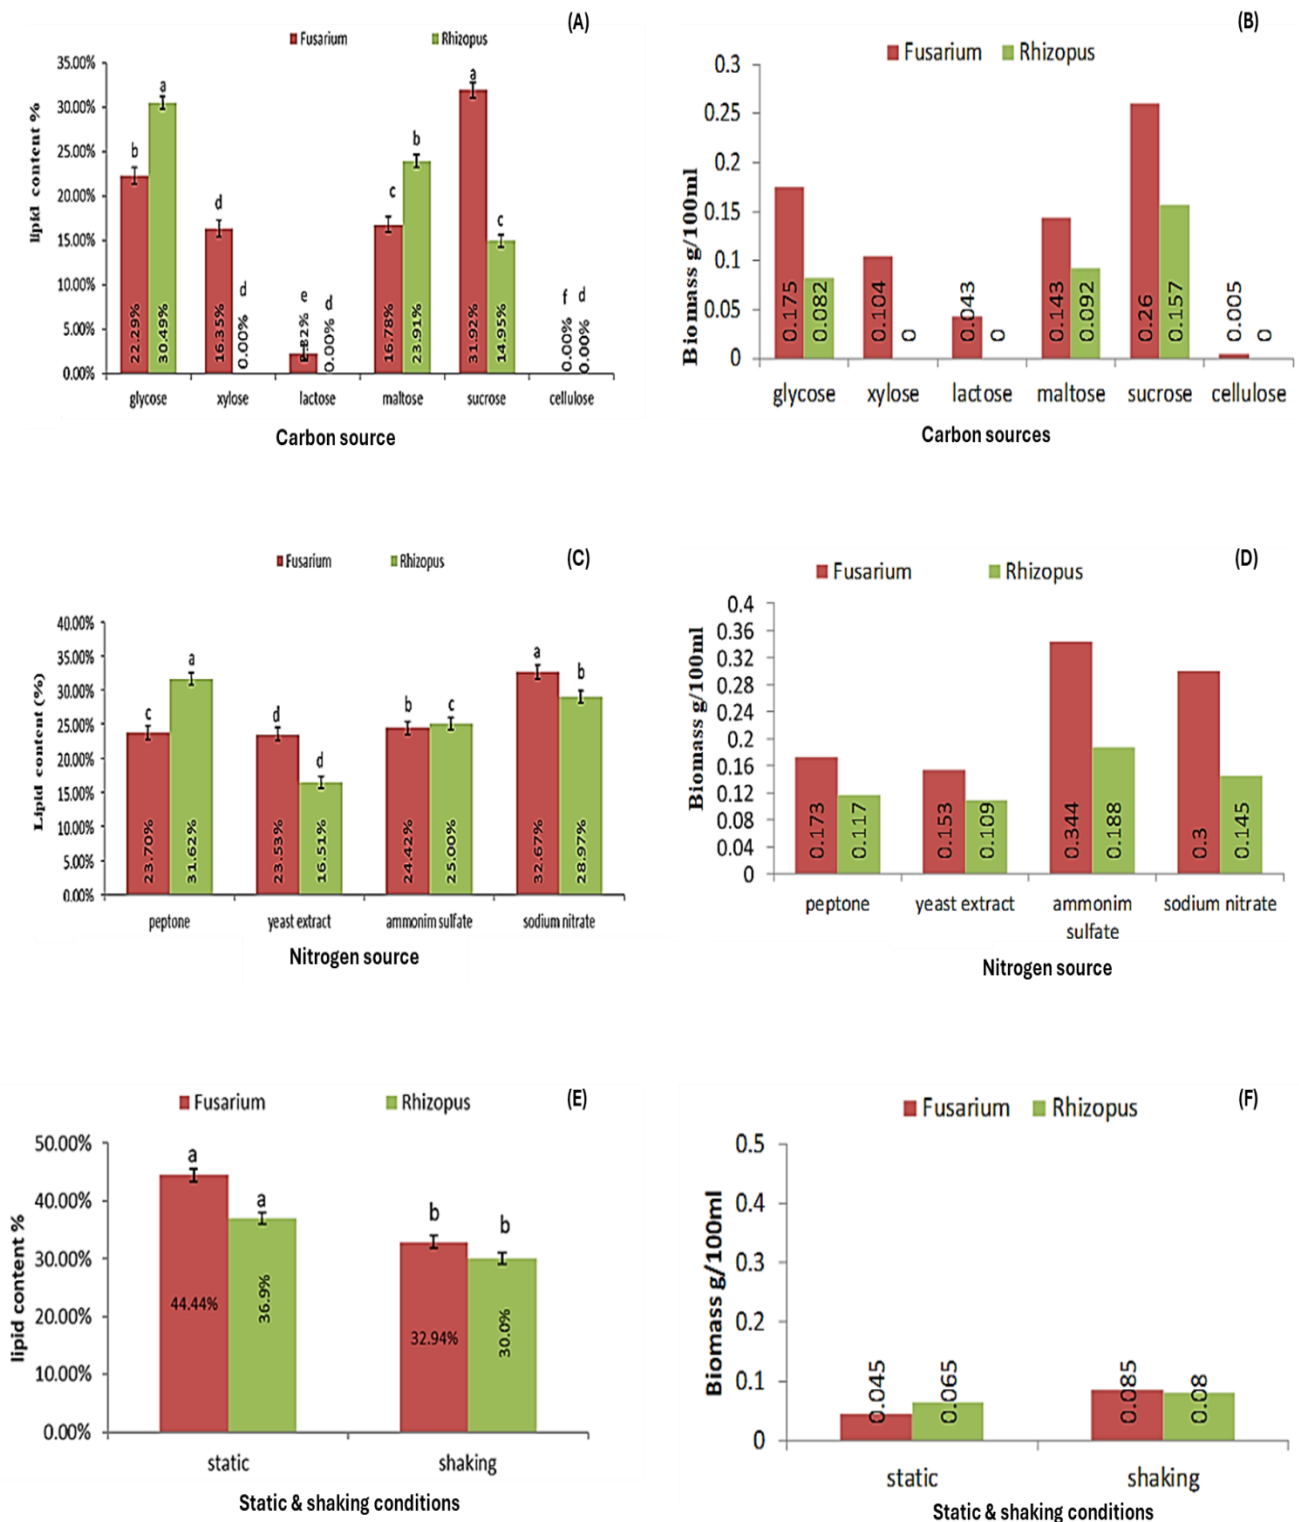 (A)
Fusarium Rhizopus
lipid content %
35.00%
30.00%
25.00%
20.00%
15.00%
10.00%
5.00%
0.00%
b a d d e d c b a c f d
22.29% 30.49% 16.35% 0.00% 0.00% 16.78% 23.91% 31.92% 14.95% 0.00% 0.00%
glycose xylose lactose maltose sucrose cellulose
Carbon source
(B)
Fusarium Rhizopus
Biomass g/100ml
0.3
0.25
0.2
0.15
0.1
0.05
0
0.175 0.082 0.104 0 0.043 0 0.143 0.092 0.26 0.157 0.005 0
glycose xylose lactose maltose sucrose cellulose
Carbon sources
(C)
Fusarium Rhizopus
Lipid content (%)
40.00%
35.00%
30.00%
25.00%
20.00%
15.00%
10.00%
5.00%
0.00%
c a d d b c a b
23.70% 31.62% 23.53% 16.51% 24.42% 25.00% 32.67% 28.97%
peptone yeast extract ammonim sulfate sodium nitrate
Nitrogen source
(D)
Fusarium Rhizopus
Biomass g/100ml
0.4
0.36
0.32
0.28
0.24
0.2
0.16
0.12
0.08
0.04
0
0.173 0.117 0.153 0.109 0.344 0.188 0.3 0.145
peptone yeast extract ammonim sodium nitrate
sulfate
Nitrogen source
(E)
Fusarium Rhizopus
lipid content %
50.00%
40.00%
30.00%
20.00%
10.00%
0.00%
a a b b
44.44% 36.9% 32.94% 30.0%
static shaking
Static & shaking conditions
(F)
Fusarium Rhizopus
Biomass g/100ml
0.5
0.4
0.3
0.2
0.1
0
0.045 0.065 0.085 0.08
static shaking
Static & shaking conditions